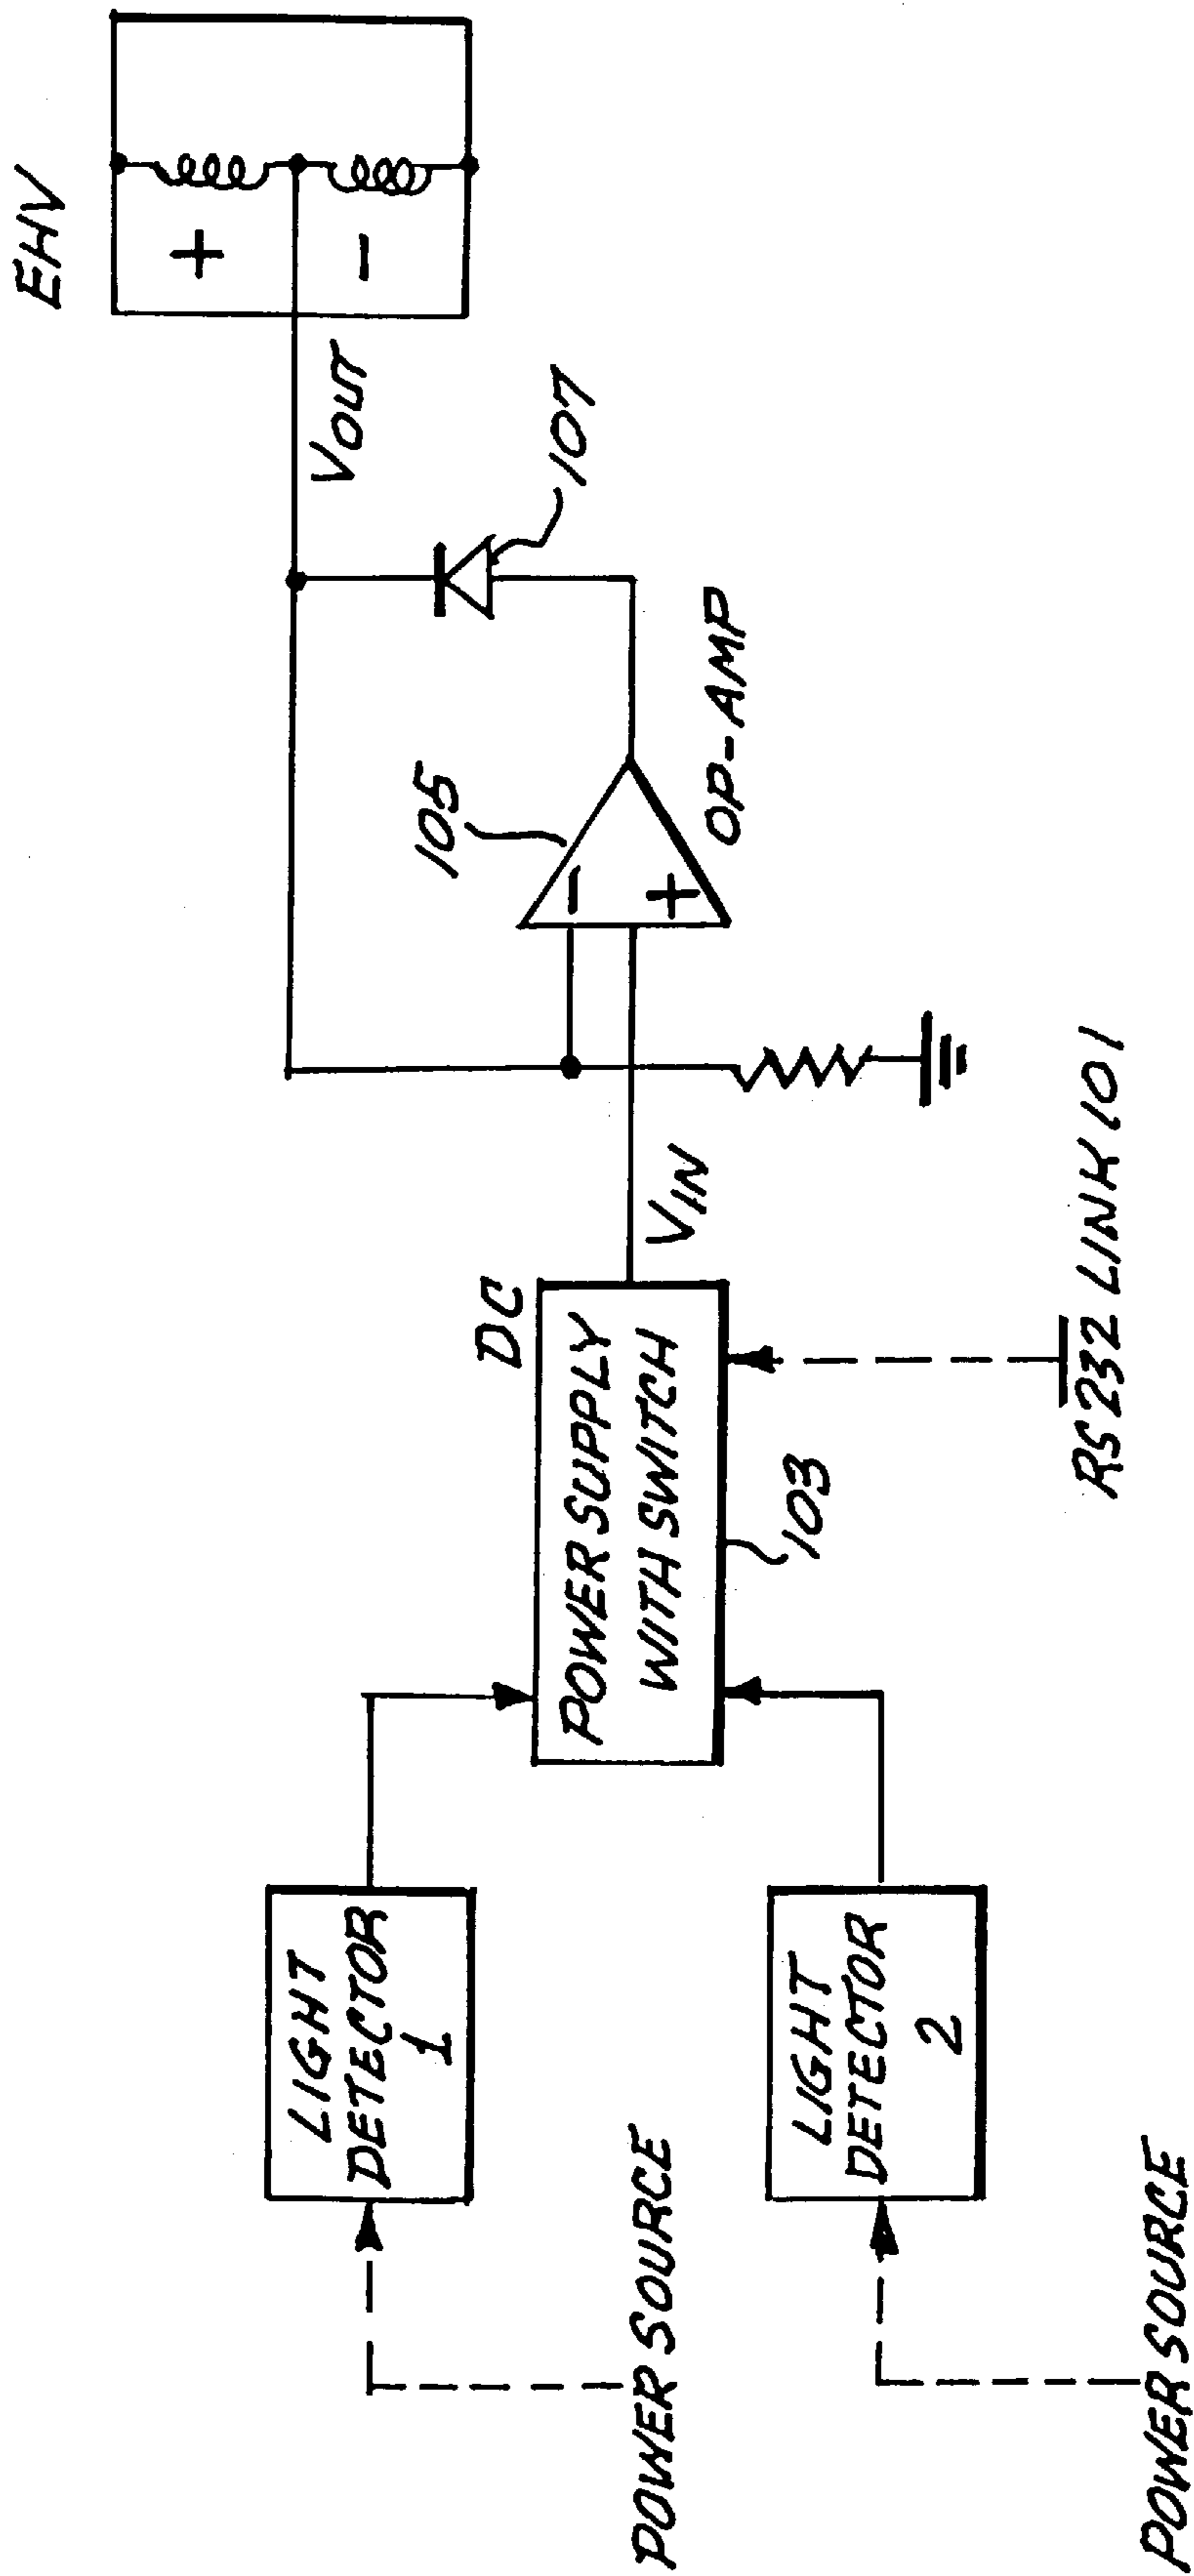 POWER SOURCE
POWER SOURCE
LIGHT
DETECTOR
1
LIGHT
DETECTOR
2
DC
POWER SUPPLY
WITH SWITCH
103
RS232 LINK 101
VIN
105
−
+
OP-AMP
107
VOUT
EHV
+
−